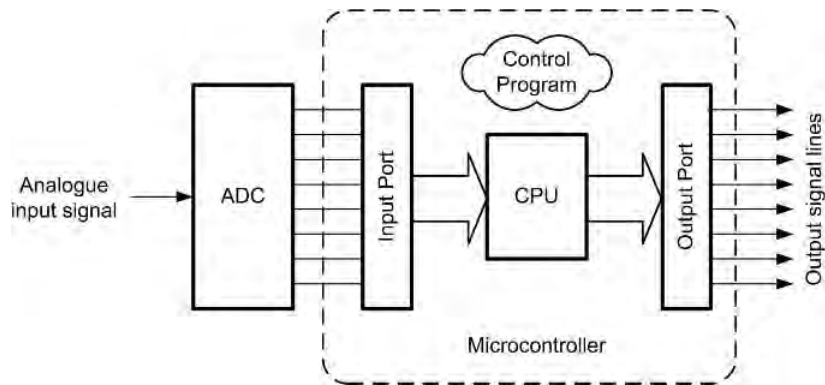 Control
Program
Analogue
input signal
ADC
Input Port
CPU
Output Port
Output signal lines
Microcontroller